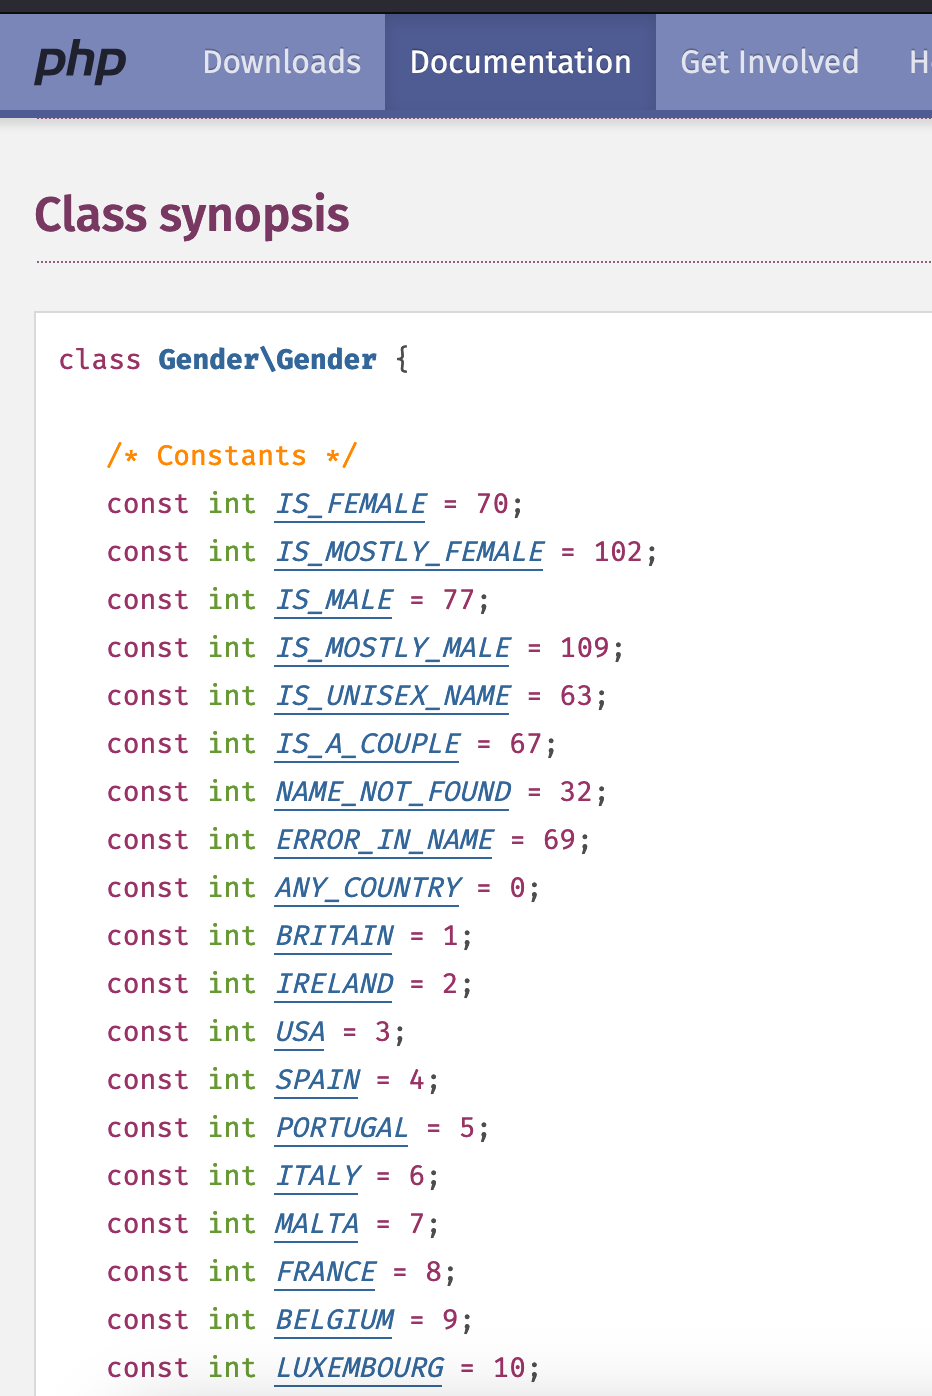 php Downloads Documentation Get Involved
Class synopsis
class Gender\Gender {
/* Constants */
const int IS_FEMALE = 70;
const int IS_MOSTLY_FEMALE = 102;
const int IS_MALE = 77;
const int IS_MOSTLY_MALE = 109;
const int IS_UNISEX_NAME = 63;
const int IS_A_COUPLE = 67;
const int NAME_NOT_FOUND = 32;
const int ERROR_IN_NAME = 69;
const int ANY_COUNTRY = 0;
const int BRITAIN = 1;
const int IRELAND = 2;
const int USA = 3;
const int SPAIN = 4;
const int PORTUGAL = 5;
const int ITALY = 6;
const int MALTA = 7;
const int FRANCE = 8;
const int BELGIUM = 9;
const int LUXEMBOURG = 10;